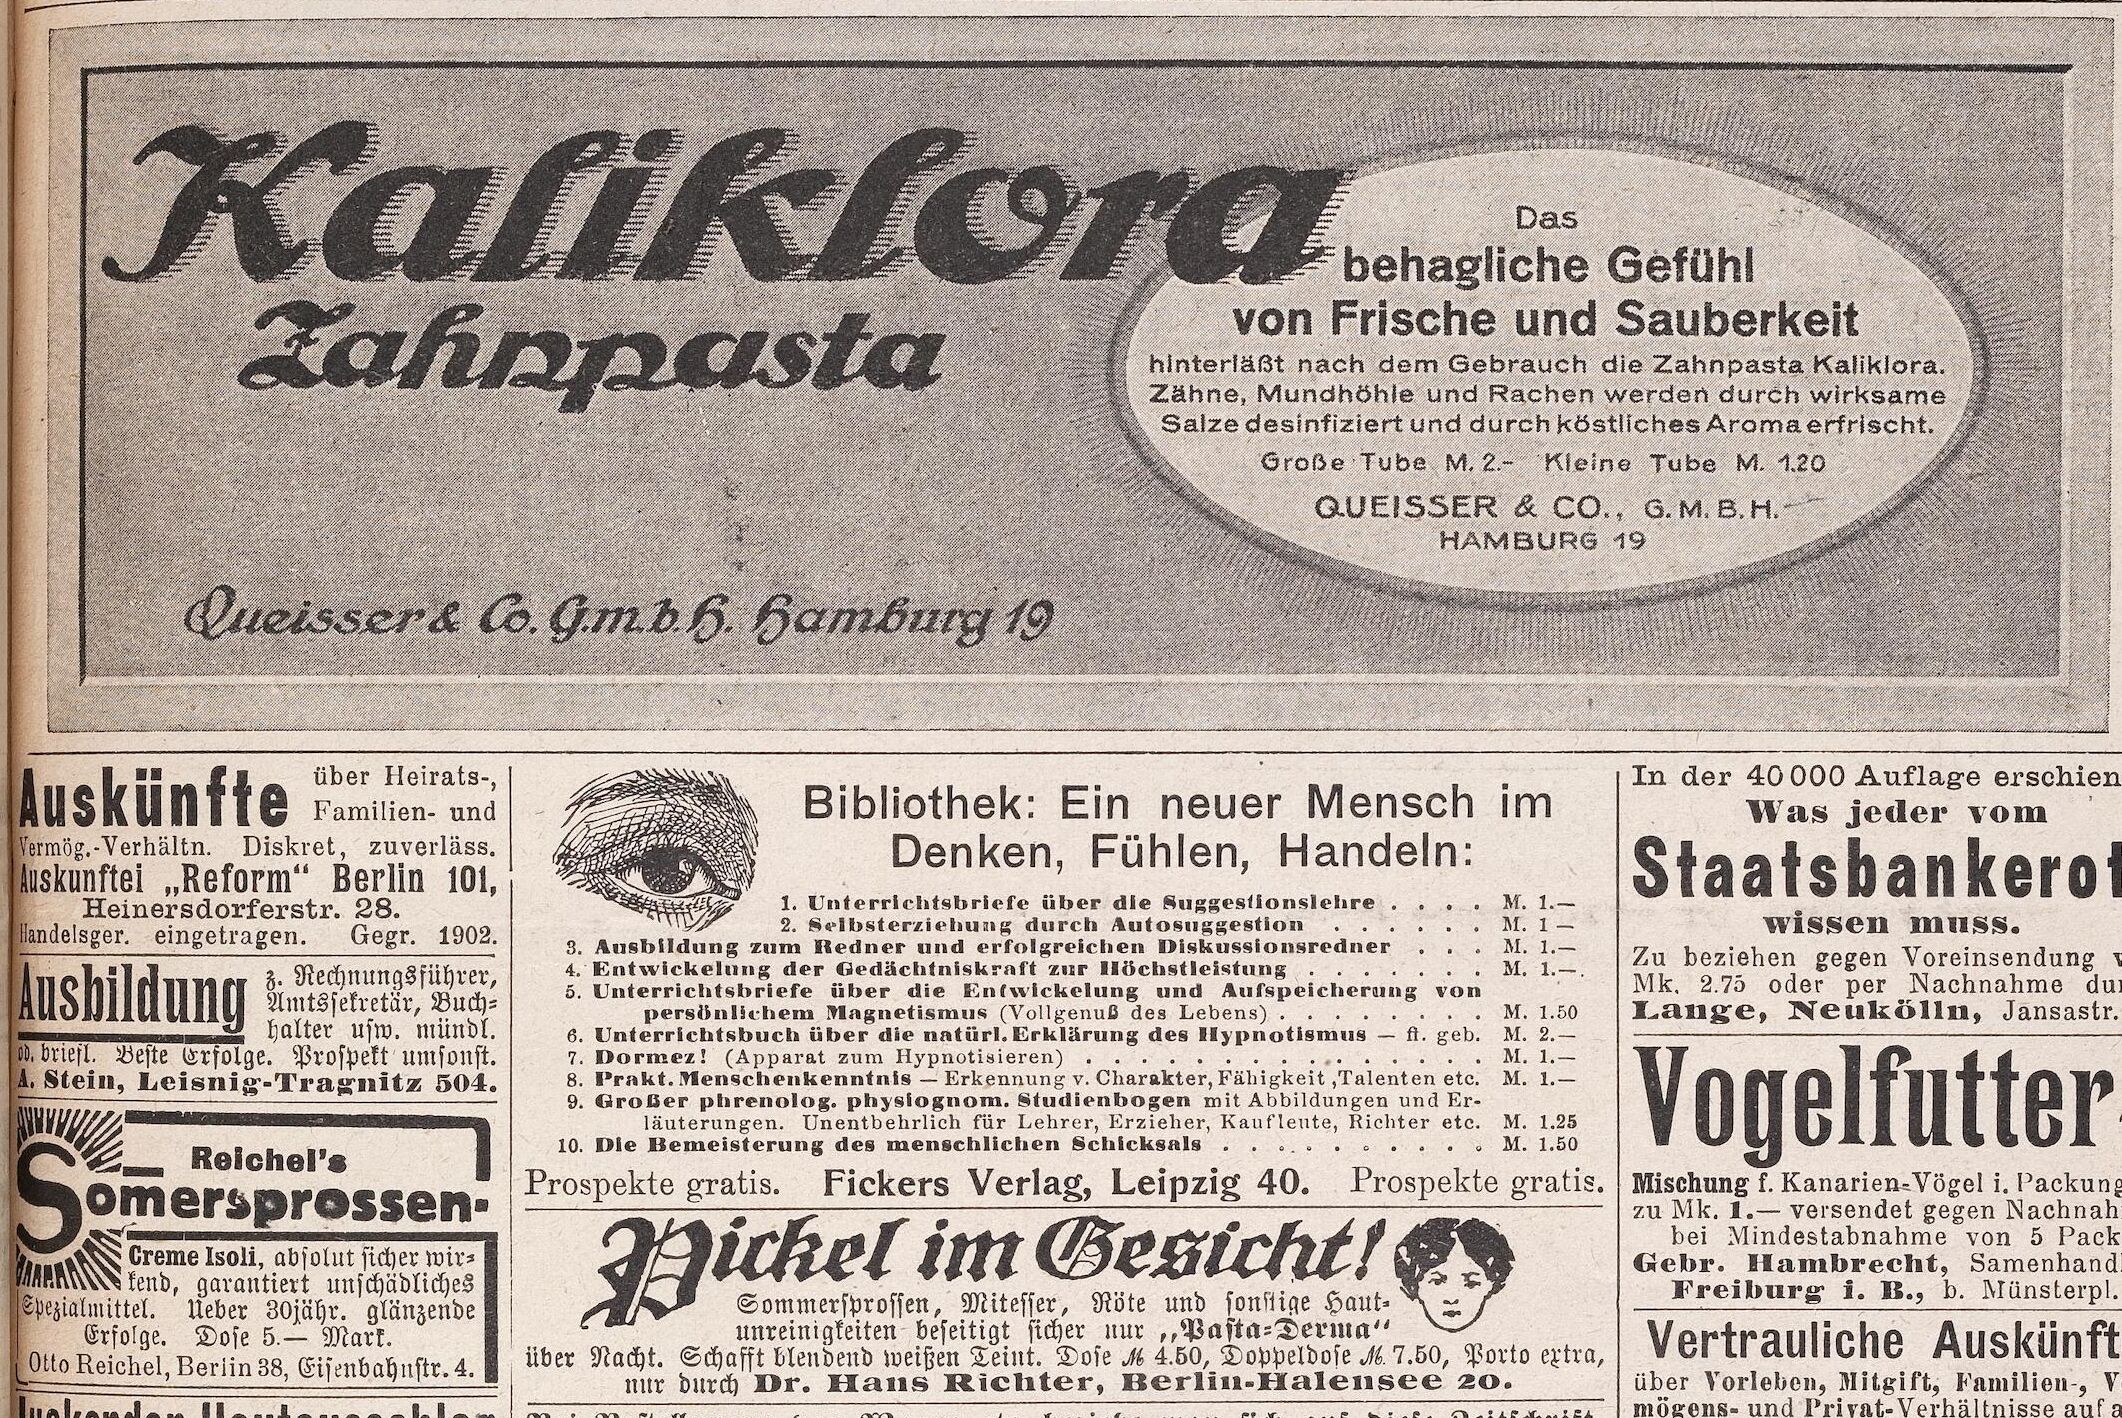 Kaliklora
Zahnpasta
Queisser & Co. G.m.b.H. Hamburg 19
Das
behagliche Gefühl
von Frische und Sauberkeit
hinterläßt nach dem Gebrauch die Zahnpasta Kaliklora.
Zähne, Mundhöhle und Rachen werden durch wirksame
Salze desinfiziert und durch köstliches Aroma erfrischt.
Große Tube M. 2.- Kleine Tube M. 1.20
QUEISSER & CO., G.M.B.H.
HAMBURG 19
Auskünfte über Heirats-,
Familien- und
Vermög.-Verhältn. Diskret, zuverläss.
Auskunftei „Reform“ Berlin 101,
Heinersdorferstr. 28.
Handelsger. eingetragen. Gegr. 1902.
Ausbildung z. Rechnungsführer,
Amtssekretär, Buch-
halter usw. mündl.
od. briefl. Beste Erfolge. Prospekt umsonst.
A. Stein, Leisnig-Tragnitz 504.
Reichel's
Somersprossen-
Creme Isoli, absolut sicher wir-
kend, garantiert unschädliches
Spezialmittel. Ueber 30jähr. glänzende
Erfolge. Dose 5.— Mark.
Otto Reichel, Berlin 38, Eisenbahnstr. 4.
Bibliothek: Ein neuer Mensch im
Denken, Fühlen, Handeln:
1. Unterrichtsbriefe über die Suggestionslehre . . . . M. 1.—
2. Selbsterziehung durch Autosuggestion . . . . . . M. 1—
3. Ausbildung zum Redner und erfolgreichen Diskussionsredner . . . M. 1.—
4. Entwickelung der Gedächtniskraft zur Höchstleistung . . . . . . . M. 1.—.
5. Unterrichtsbriefe über die Entwickelung und Aufspeicherung von
persönlichem Magnetismus (Vollgenuß des Lebens) . . . . . . . . M. 1.50
6. Unterrichtsbuch über die natürl. Erklärung des Hypnotismus — fl. geb. M. 2.—
7. Dormez! (Apparat zum Hypnotisieren) . . . . . . . . . . . . . . . M. 1.—
8. Prakt. Menschenkenntnis — Erkennung v. Charakter, Fähigkeit, Talenten etc. M. 1.—
9. Großer phrenolog. physiognom. Studienbogen mit Abbildungen und Er-
läuterungen. Unentbehrlich für Lehrer, Erzieher, Kaufleute, Richter etc. M. 1.25
10. Die Bemeisterung des menschlichen Schicksals . . . . . . . . . . . M. 1.50
Prospekte gratis. Fickers Verlag, Leipzig 40. Prospekte gratis.
Pickel im Gesicht!
Sommersprossen, Mitesser, Röte und sonstige Haut-
unreinigkeiten beseitigt sicher nur „Pasta-Derma“
über Nacht. Schafft blendend weißen Teint. Dose M 4.50, Doppeldose M. 7.50, Porto extra,
nur durch Dr. Hans Richter, Berlin-Halensee 20.
In der 40000 Auflage erschien
Was jeder vom
Staatsbankerot
wissen muss.
Zu beziehen gegen Voreinsendung
Mk. 2.75 oder per Nachnahme
Lange, Neukölln, Jansastr.
Vogelfutter-
Mischung f. Kanarien-Vögel i. Packung
zu Mk. 1.— versendet gegen Nachnah
bei Mindestabnahme von 5 Pack
Gebr. Hambrecht, Samenhandl
Freiburg i. B., b. Münsterpl.
Vertrauliche Auskünft
über Vorleben, Mitgift, Familien-, V
mögens- und Privat-Verhältnisse auf